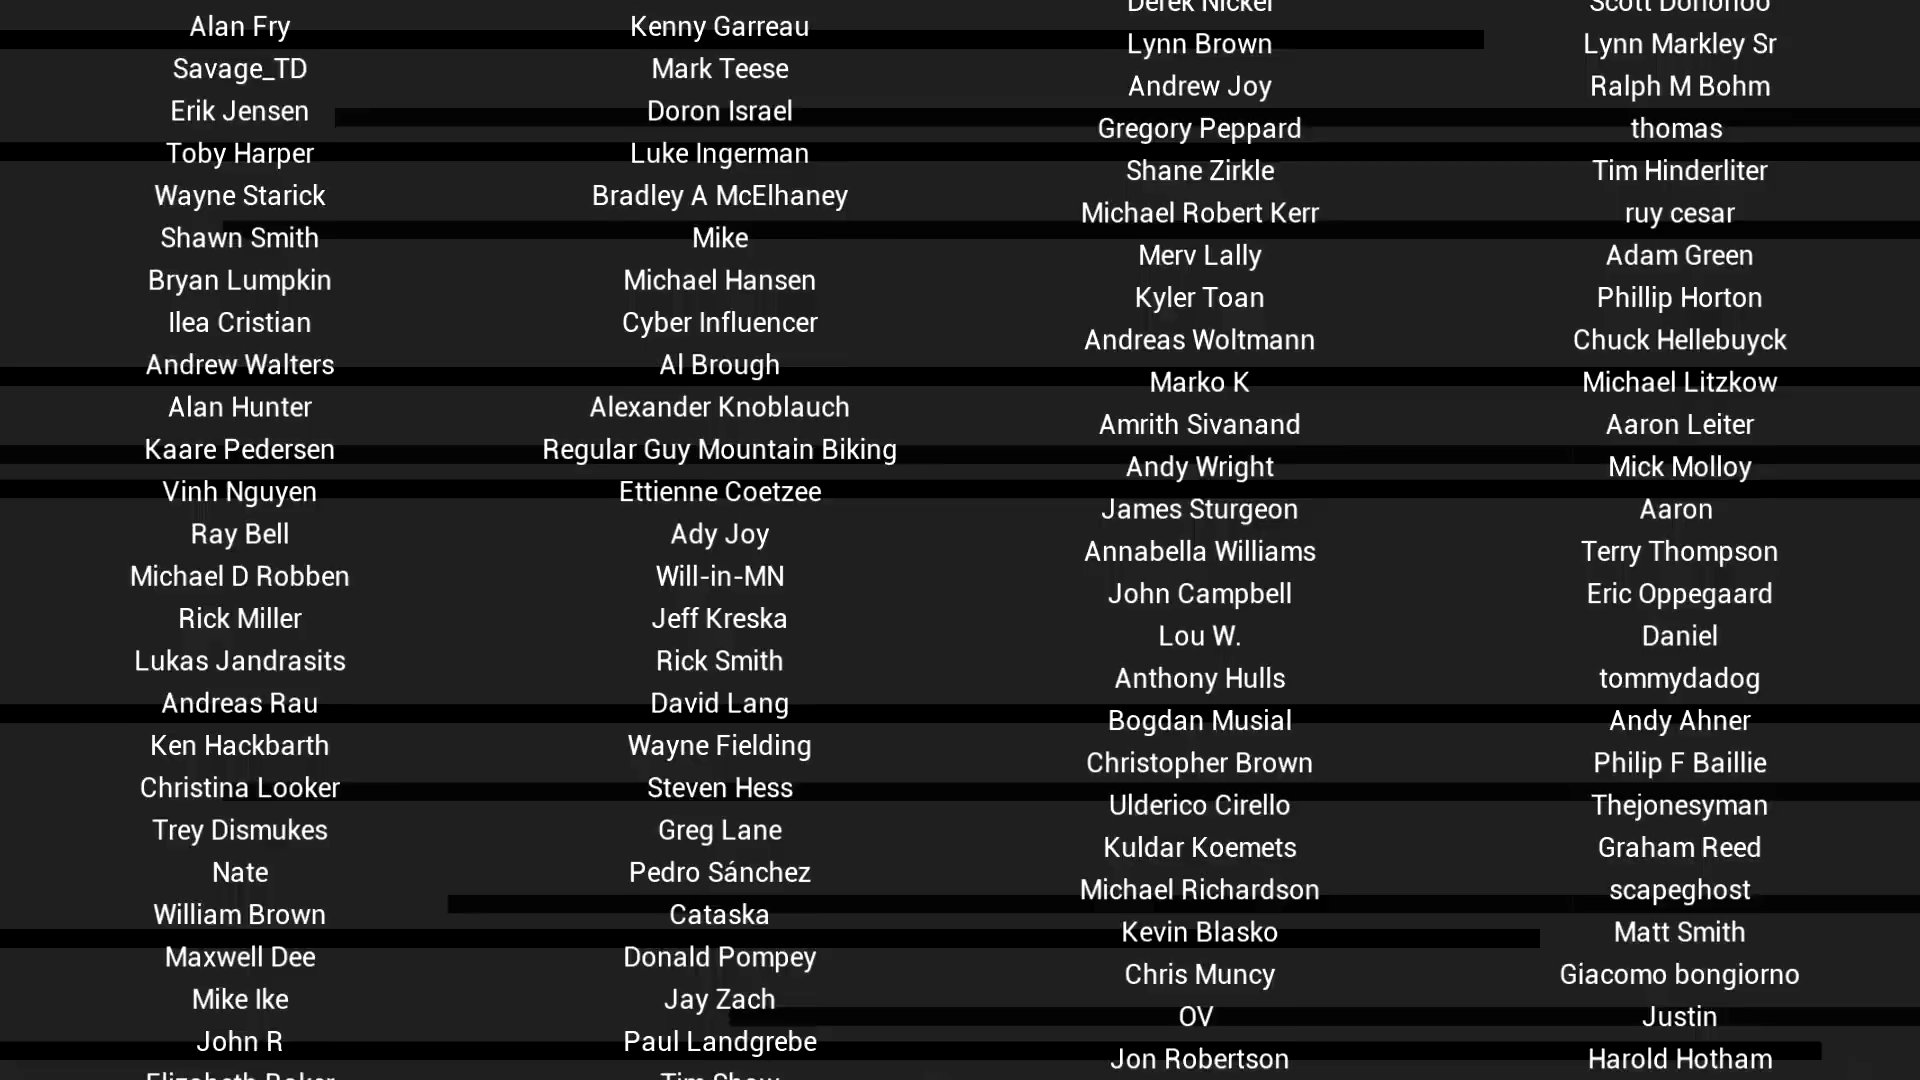 Alan Fry
Savage_TD
Erik Jensen
Toby Harper
Wayne Starick
Shawn Smith
Bryan Lumpkin
Ilea Cristian
Andrew Walters
Alan Hunter
Kaare Pedersen
Vinh Nguyen
Ray Bell
Michael D Robben
Rick Miller
Lukas Jandrasits
Andreas Rau
Ken Hackbarth
Christina Looker
Trey Dismukes
Nate
William Brown
Maxwell Dee
Mike Ike
John R
Elizabeth Baker
Kenny Garreau
Mark Teese
Doron Israel
Luke Ingerman
Bradley A McElhaney
Mike
Michael Hansen
Cyber Influencer
Al Brough
Alexander Knoblauch
Regular Guy Mountain Biking
Ettienne Coetzee
Ady Joy
Will-in-MN
Jeff Kreska
Rick Smith
David Lang
Wayne Fielding
Steven Hess
Greg Lane
Pedro Sánchez
Cataska
Donald Pompey
Jay Zach
Paul Landgrebe
Tim
Derek
Lynn Brown
Andrew Joy
Gregory Peppard
Shane Zirkle
Michael Robert Kerr
Merv Lally
Kyler Toan
Andreas Woltmann
Marko K
Amrith Sivanand
Andy Wright
James Sturgeon
Annabella Williams
John Campbell
Lou W.
Anthony Hulls
Bogdan Musial
Christopher Brown
Ulderico Cirello
Kuldar Koemets
Michael Richardson
Kevin Blasko
Chris Muncy
OV
Jon Robertson
Scott
Lynn Markley Sr
Ralph M Bohm
thomas
Tim Hinderliter
ruy cesar
Adam Green
Phillip Horton
Chuck Hellebuyck
Michael Litzkow
Aaron Leiter
Mick Molloy
Aaron
Terry Thompson
Eric Oppegaard
Daniel
tommydadog
Andy Ahner
Philip F Baillie
Thejonesyman
Graham Reed
scapeghost
Matt Smith
Giacomo bongiorno
Justin
Harold Hotham